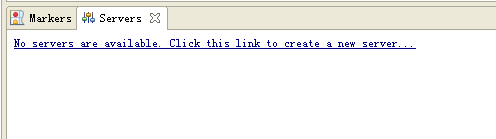 Markers Servers
No servers are available. Click this link to create a new server...